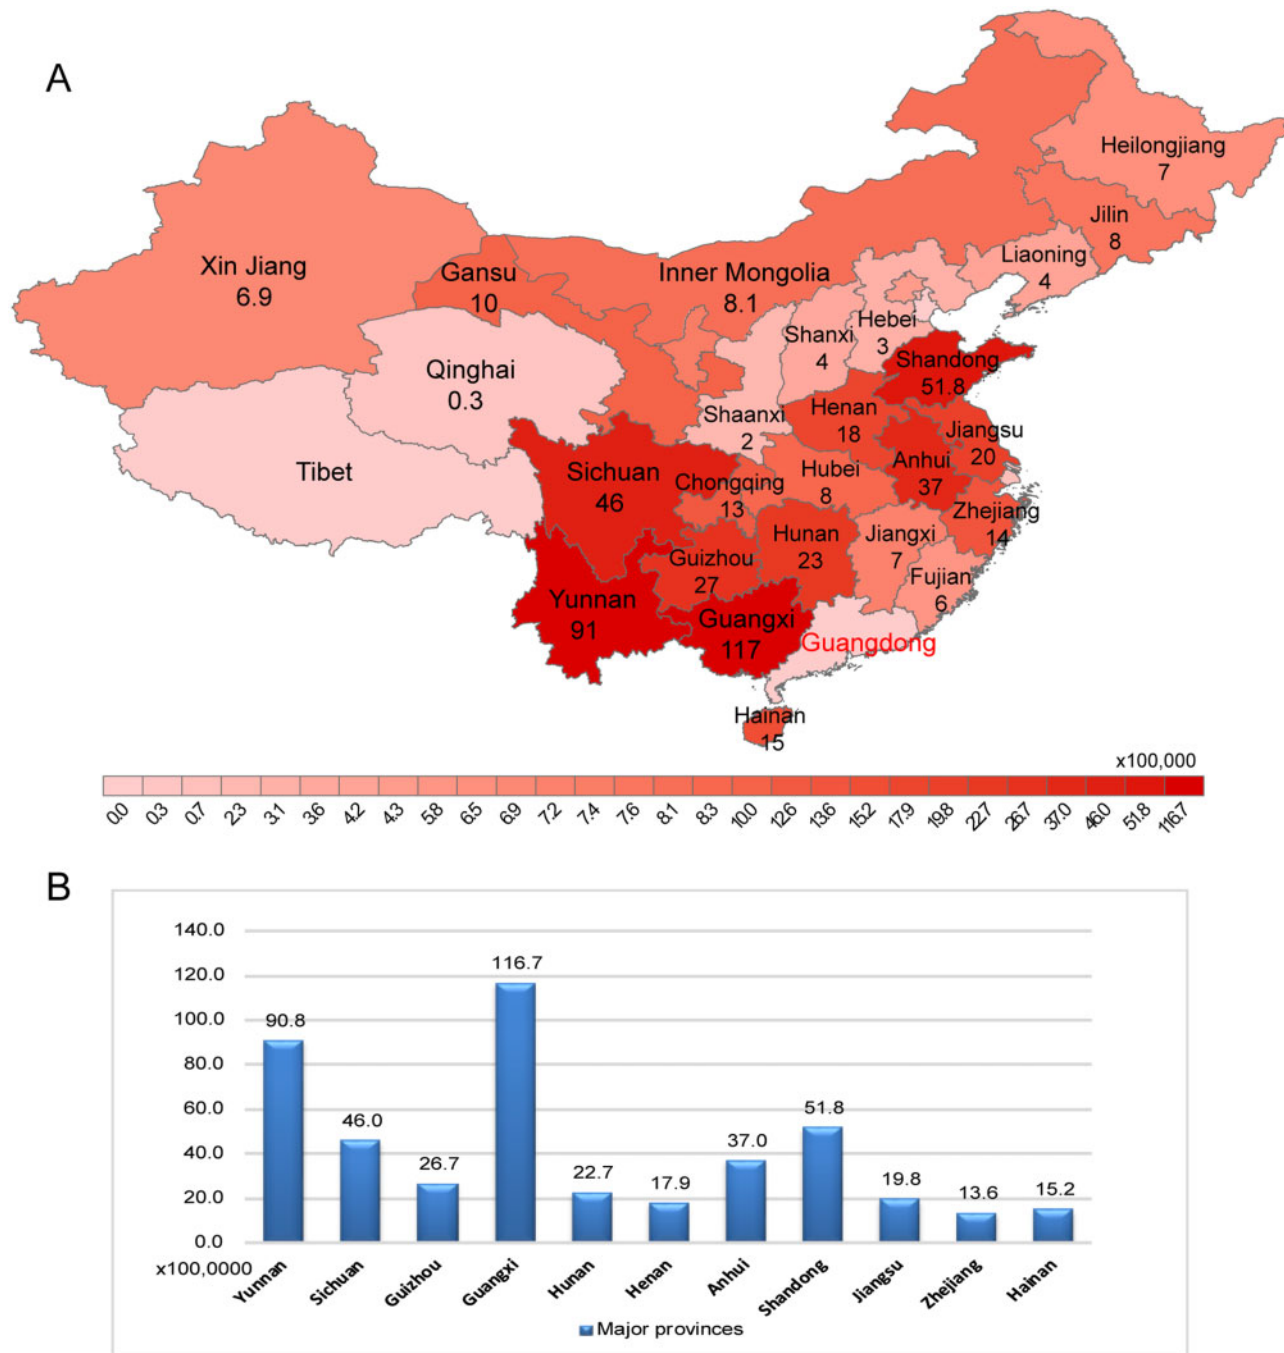 A
Heilongjiang
7
Jilin
8
Liaoning
4
Xin Jiang
6.9
Gansu
10
Inner Mongolia
8.1
Shanxi
4
Hebei
3
Shandong
51.8
Qinghai
0.3
Shaanxi
2
Henan
18
Jiangsu
20
Tibet
Sichuan
46
Chongqing
13
Hubei
8
Anhui
37
Zhejiang
14
Guizhou
27
Hunan
23
Jiangxi
7
Fujian
6
Yunnan
91
Guangxi
117
Guangdong
Hainan
15
x100,000
0.0 0.3 0.7 2.3 3.1 3.6 4.2 4.3 5.8 6.5 6.9 7.2 7.4 7.6 8.1 8.3 10.0 12.6 13.6 15.2 17.9 19.8 22.7 26.7 37.0 46.0 51.8 116.7
B
140.0
120.0
100.0
80.0
60.0
40.0
20.0
0.0
90.8
46.0
26.7
116.7
22.7
17.9
37.0
51.8
19.8
13.6
15.2
x100,0000
Yunnan
Sichuan
Guizhou
Guangxi
Hunan
Henan
Anhui
Shandong
Jiangsu
Zhejiang
Hainan
Major provinces